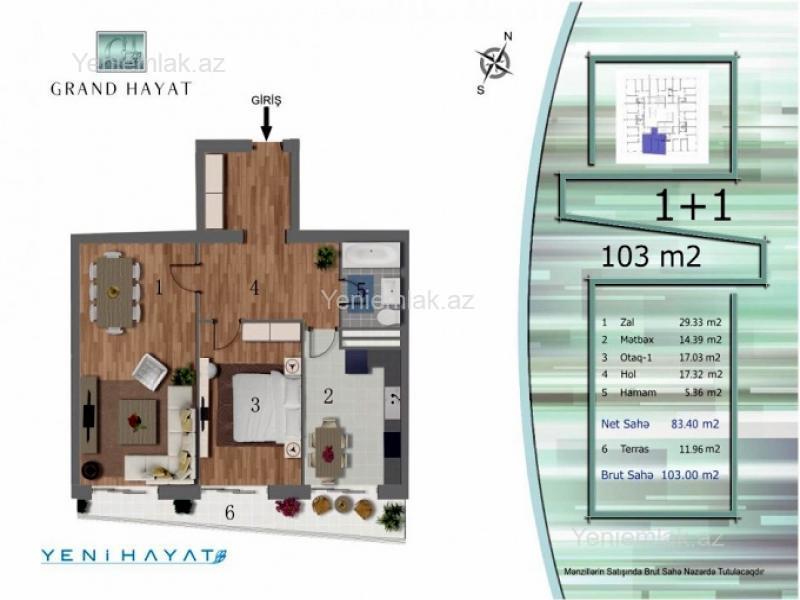 Yeniemlak.az
GRAND HAYAT
GİRİŞ
N
S
1+1
103 m2
1
4
5
Yeniemlak.az
3
2
6
1 Zal 29.33 m2
2 Mətbəx 14.39 m2
3 Otaq-1 17.03 m2
4 Hol 17.32 m2
5 Hamam 5.36 m2
Net Sahə 83.40 m2
6 Terras 11.96 m2
Brut Sahə 103.00 m2
YENİHAYAT
Yeniemlak.az
Mənzillərin Satışında Brut Sahə Nəzərdə Tutulacaqdır